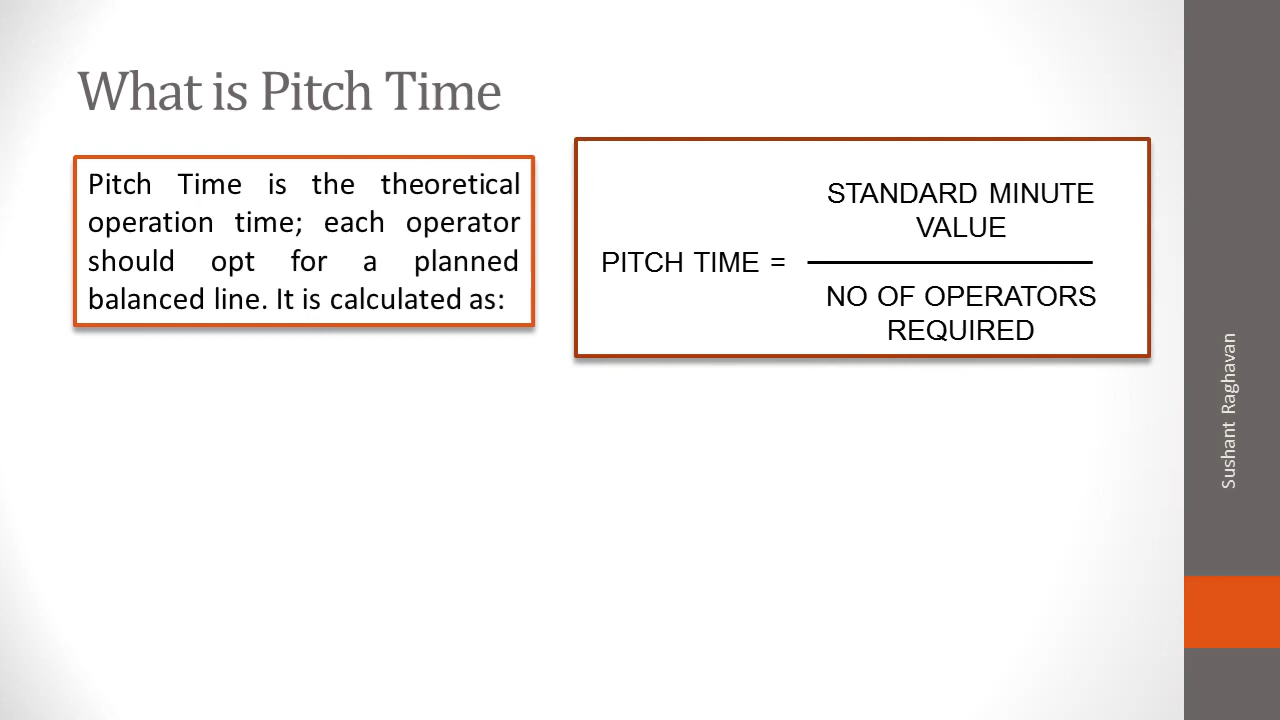 What is Pitch Time
Pitch Time is the theoretical
operation time; each operator
should opt for a planned
balanced line. It is calculated as:
STANDARD MINUTE
VALUE
PITCH TIME =
NO OF OPERATORS
REQUIRED
Sushant Raghavan